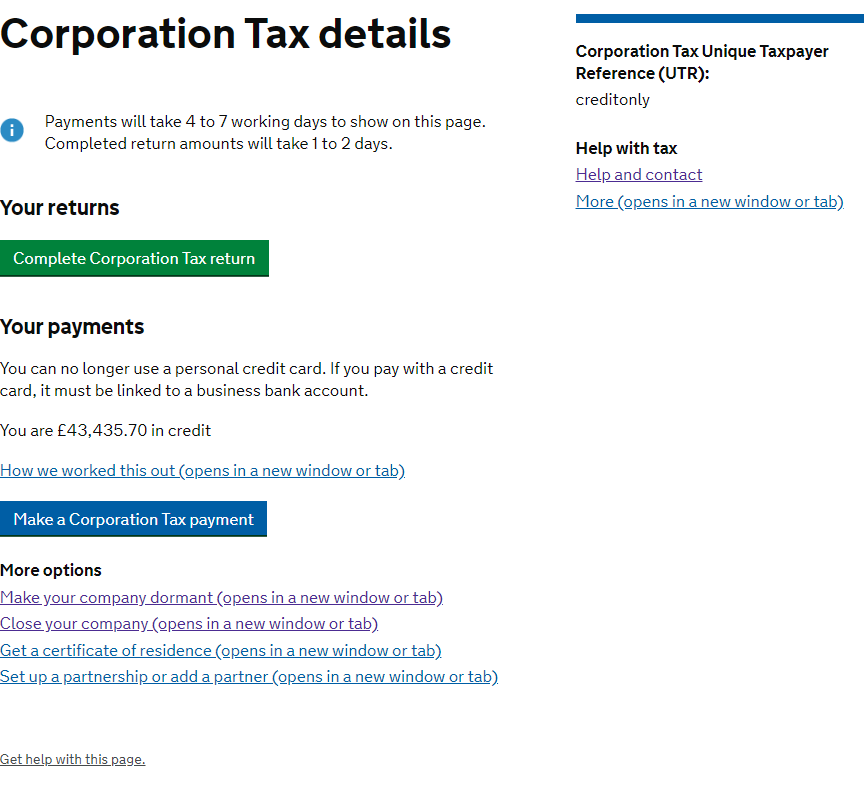 Corporation Tax details
Payments will take 4 to 7 working days to show on this page.
Completed return amounts will take 1 to 2 days.
Your returns
Complete Corporation Tax return
Your payments
You can no longer use a personal credit card. If you pay with a credit
card, it must be linked to a business bank account.
You are £43,435.70 in credit
How we worked this out (opens in a new window or tab)
Make a Corporation Tax payment
More options
Make your company dormant (opens in a new window or tab)
Close your company (opens in a new window or tab)
Get a certificate of residence (opens in a new window or tab)
Set up a partnership or add a partner (opens in a new window or tab)
Get help with this page.
Corporation Tax Unique Taxpayer
Reference (UTR):
creditonly
Help with tax
Help and contact
More (opens in a new window or tab)